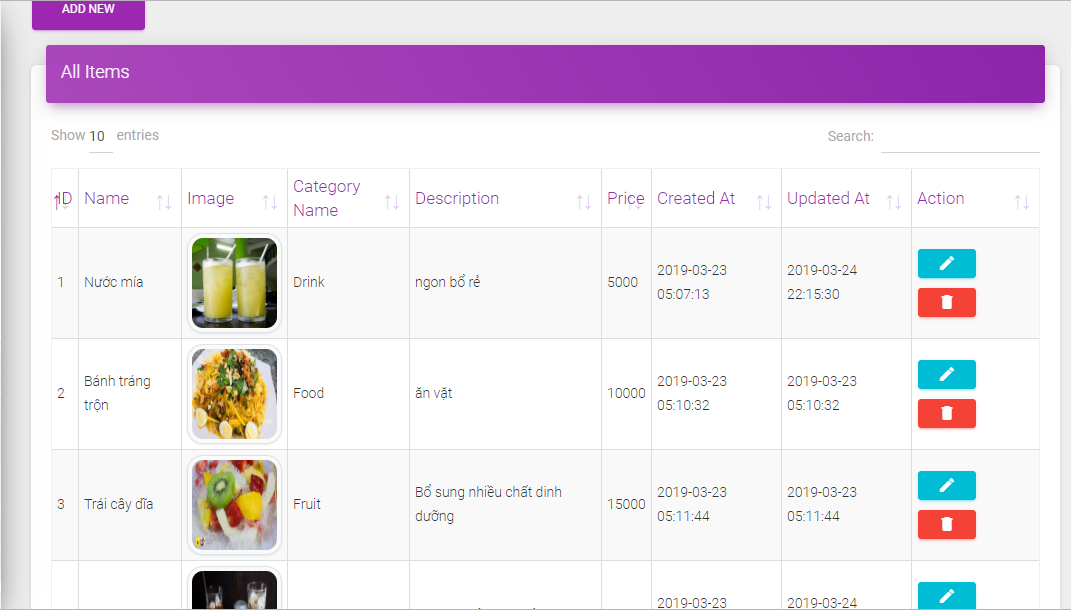 ADD NEW
All Items
Show 10 entries
Search:
ID Name Image Category Name Description Price Created At Updated At Action
1 Nước mía Drink ngon bổ rẻ 5000 2019-03-23 05:07:13 2019-03-24 22:15:30
2 Bánh tráng trộn Food ăn vặt 10000 2019-03-23 05:10:32 2019-03-23 05:10:32
3 Trái cây dĩa Fruit Bổ sung nhiều chất dinh dưỡng 15000 2019-03-23 05:11:44 2019-03-23 05:11:44
2019-03-23 2019-03-24